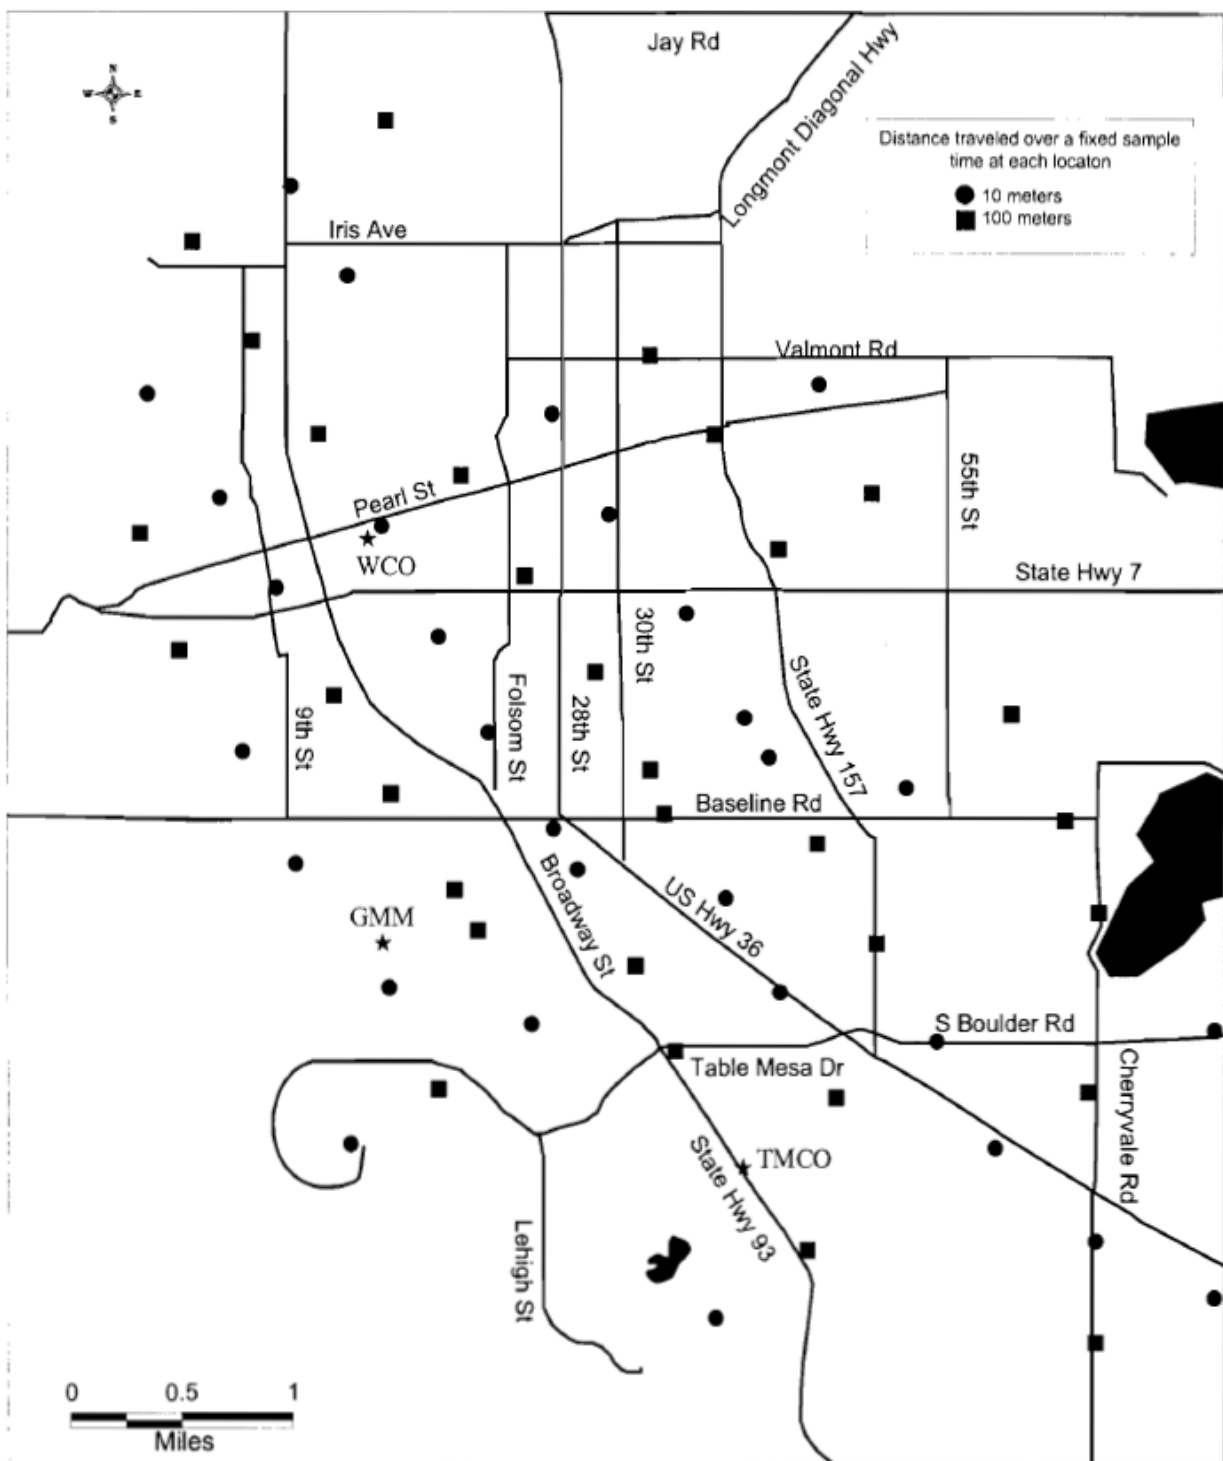 Jay Rd
Longmont Diagonal Hwy
N
W E
S
Distance traveled over a fixed sample
time at each locaton
10 meters
100 meters
Iris Ave
Valmont Rd
55th St
Pearl St
WCO
State Hwy 7
30th St
State Hwy 157
Folsom St
28th St
9th St
Baseline Rd
Broadway St
US Hwy 36
GMM
S Boulder Rd
Table Mesa Dr
Cherryvale Rd
TMCO
State Hwy 93
Lehigh St
0 0.5 1
Miles